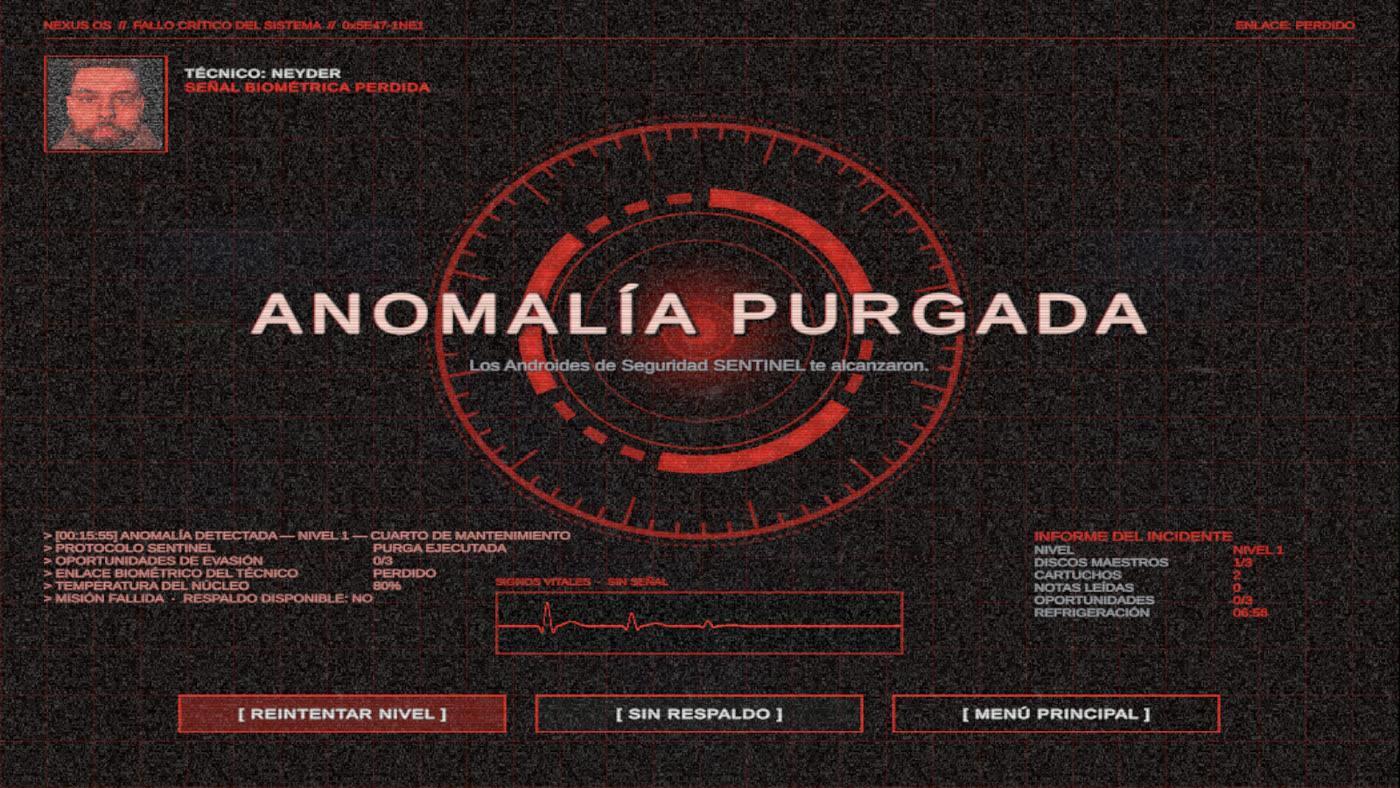 NEXUS OS // FALLO CRÍTICO DEL SISTEMA // 0x5E47-1NE1
ENLACE: PERDIDO
TÉCNICO: NEYDER
SEÑAL BIOMÉTRICA PERDIDA
ANOMALÍA PURGADA
Los Androides de Seguridad SENTINEL te alcanzaron.
> [00:15:55] ANOMALÍA DETECTADA — NIVEL 1 — CUARTO DE MANTENIMIENTO
> PROTOCOLO SENTINEL PURGA EJECUTADA
> OPORTUNIDADES DE EVASIÓN 0/3
> ENLACE BIOMÉTRICO DEL TÉCNICO PERDIDO
> TEMPERATURA DEL NÚCLEO 80%
> MISIÓN FALLIDA · RESPALDO DISPONIBLE: NO
SIGNOS VITALES · SIN SEÑAL
INFORME DEL INCIDENTE
NIVEL NIVEL 1
DISCOS MAESTROS 1/3
CARTUCHOS 2
NOTAS LEÍDAS 0
OPORTUNIDADES 0/3
REFRIGERACIÓN 06:56
[ REINTENTAR NIVEL ]
[ SIN RESPALDO ]
[ MENÚ PRINCIPAL ]